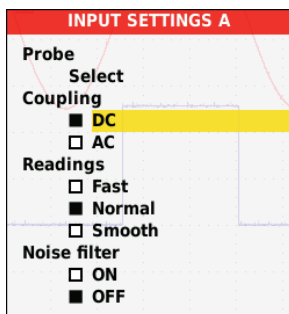 INPUT SETTINGS A
Probe
Select
Coupling
DC
AC
Readings
Fast
Normal
Smooth
Noise filter
ON
OFF